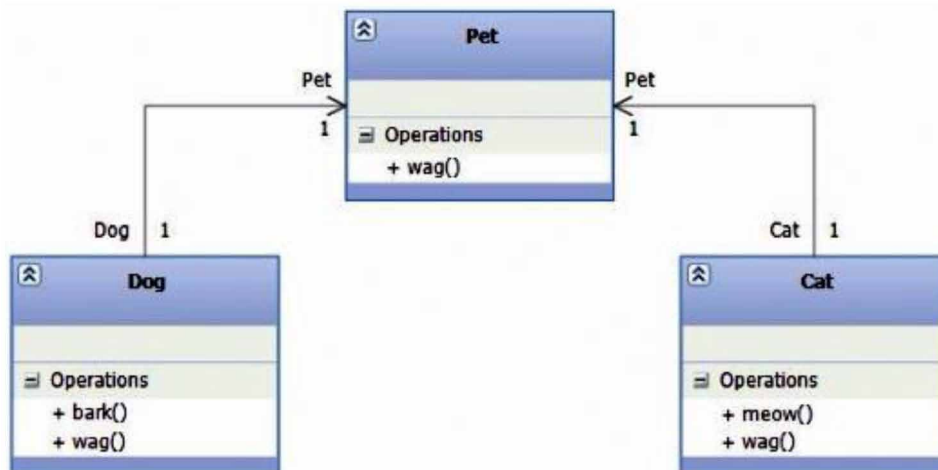 Pet
Pet
Pet
1
1
Operations
+ wag()
Dog 1
Cat 1
Dog
Operations
+ bark()
+ wag()
Cat
Operations
+ meow()
+ wag()